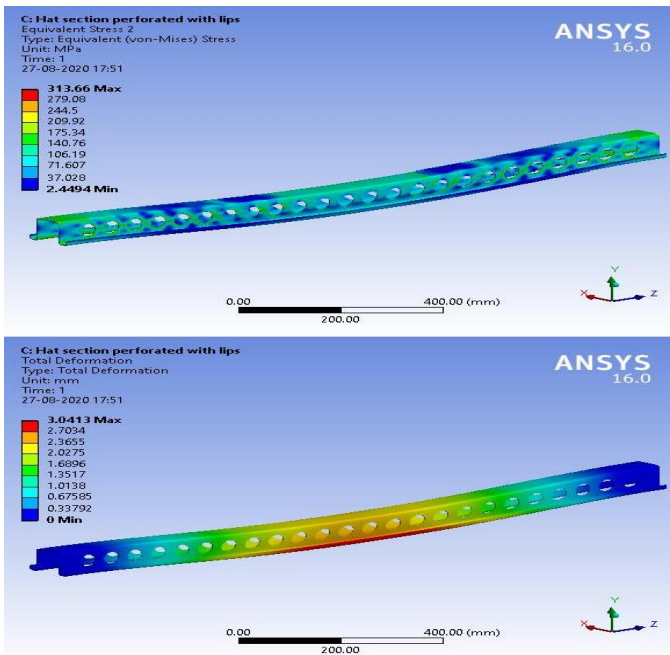 C: Hat section perforated with lips
Equivalent Stress 2
Type: Equivalent (von-Mises) Stress
Unit: MPa
Time: 1
27-08-2020 17:51
ANSYS
16.0
313.66 Max
279.08
244.5
209.92
175.34
140.76
106.19
71.607
37.028
2.4494 Min
0.00
400.00 (mm)
200.00
Y
X
Z
C: Hat section perforated with lips
Total Deformation
Type: Total Deformation
Unit: mm
Time: 1
27-08-2020 17:51
ANSYS
16.0
3.0413 Max
2.7034
2.3655
2.0275
1.6896
1.3517
1.0138
0.67585
0.33792
0 Min
0.00
400.00 (mm)
200.00
Y
X
Z